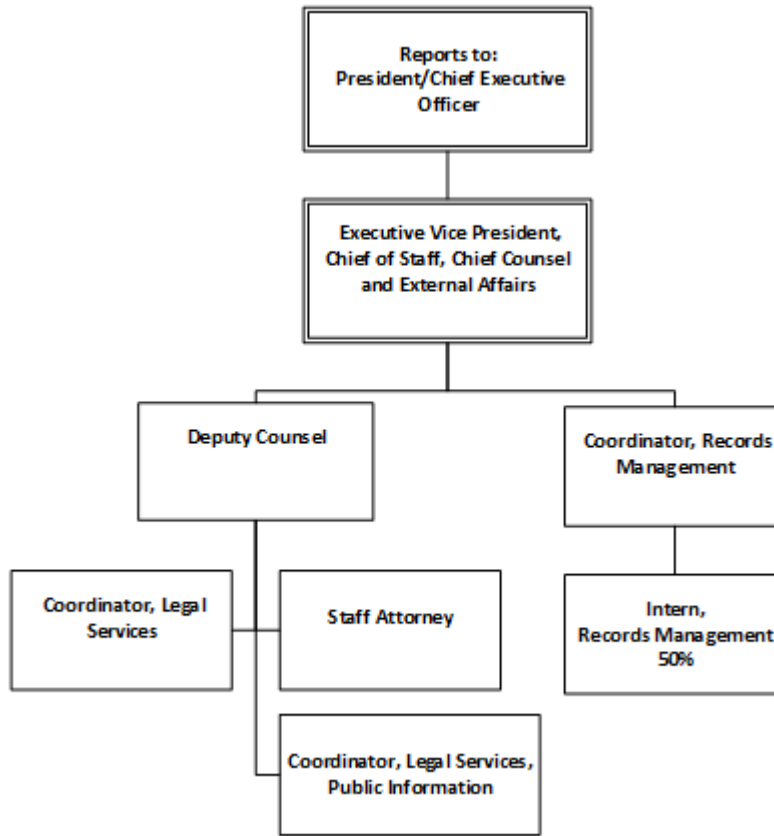 Reports to:
President/Chief Executive
Officer
Executive Vice President,
Chief of Staff, Chief Counsel
and External Affairs
Deputy Counsel
Coordinator, Records
Management
Coordinator, Legal
Services
Staff Attorney
Intern,
Records Management
50%
Coordinator, Legal Services,
Public Information